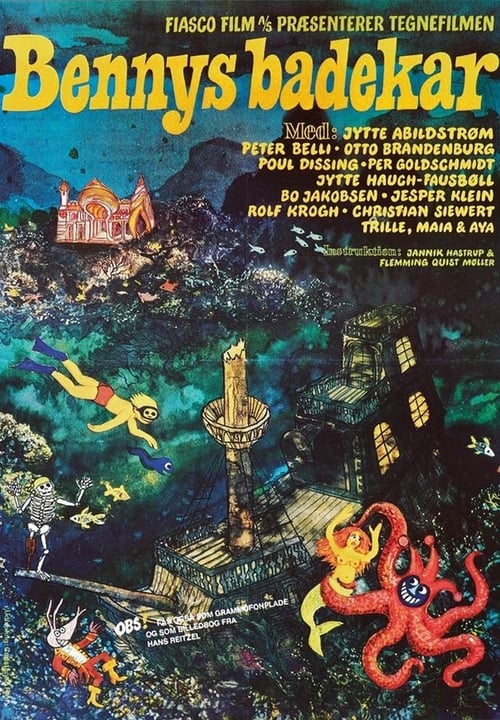 FIASCO FILM A/S PRÆSENTERER TEGNEFILMEN
Bennys badekar
Med: JYTTE ABILDSTRØM
PETER BELLI · OTTO BRANDENBURG
POUL DISSING · PER GOLDSCHMIDT
JYTTE HAUCH-FAUSBØLL
BO JAKOBSEN · JESPER KLEIN
ROLF KROGH · CHRISTIAN SIEWERT
TRILLE, MAIA & AYA
Instruktion: JANNIK HASTRUP &
FLEMMING QUIST MØLLER
OBS! SOM GRAMMOFONPLADE
OG SOM BILLEDBOG FRA
HANS REITZEL